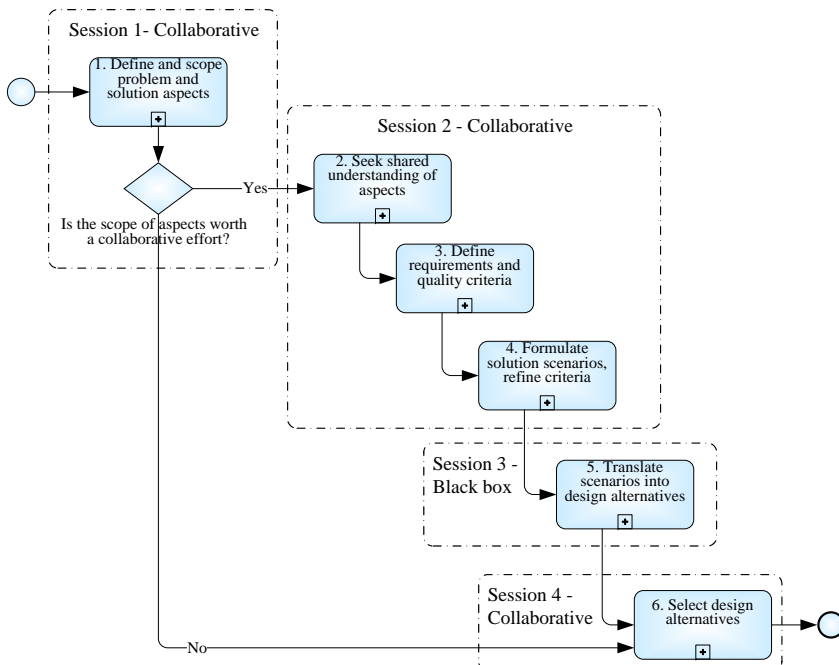 Session 1- Collaborative
1. Define and scope
problem and
solution aspects
Session 2 - Collaborative
2. Seek shared
understanding of
aspects
Yes
Is the scope of aspects worth
a collaborative effort?
3. Define
requirements and
quality criteria
4. Formulate
solution scenarios,
refine criteria
Session 3 -
Black box
5. Translate
scenarios into
design alternatives
Session 4 -
Collaborative
6. Select design
alternatives
No